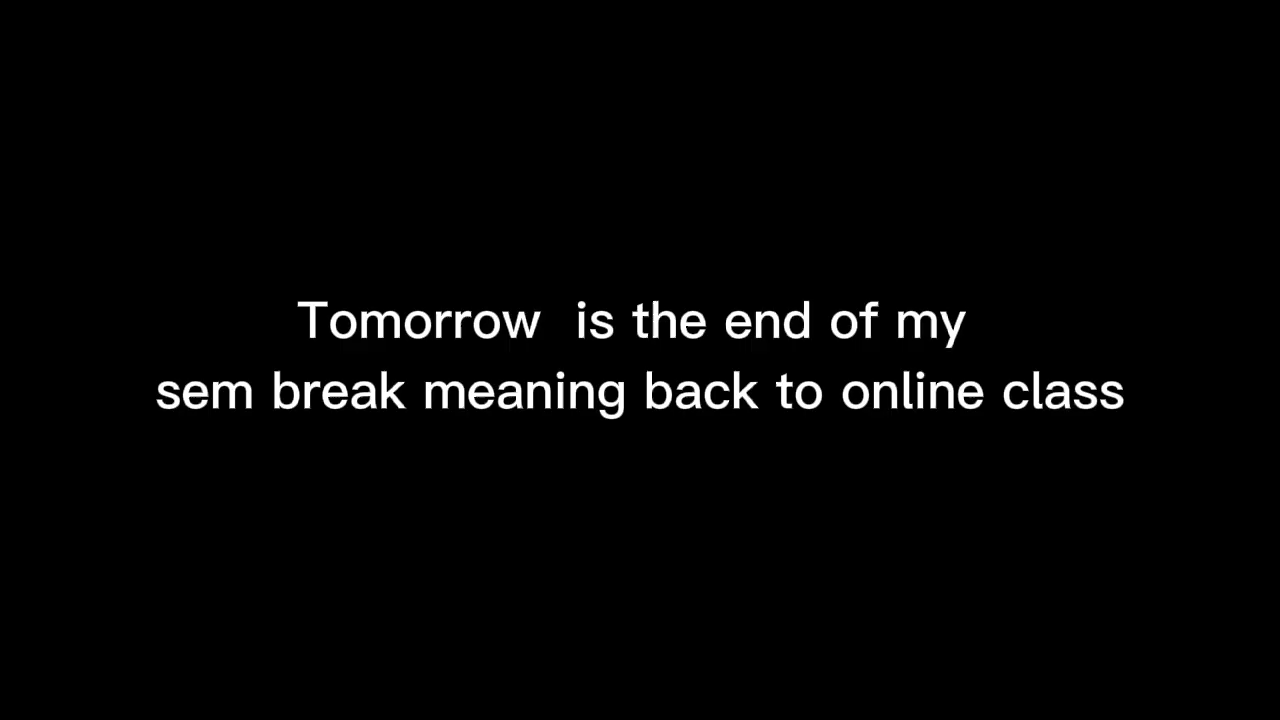 Tomorrow  is the end of my
sem break meaning back to online class